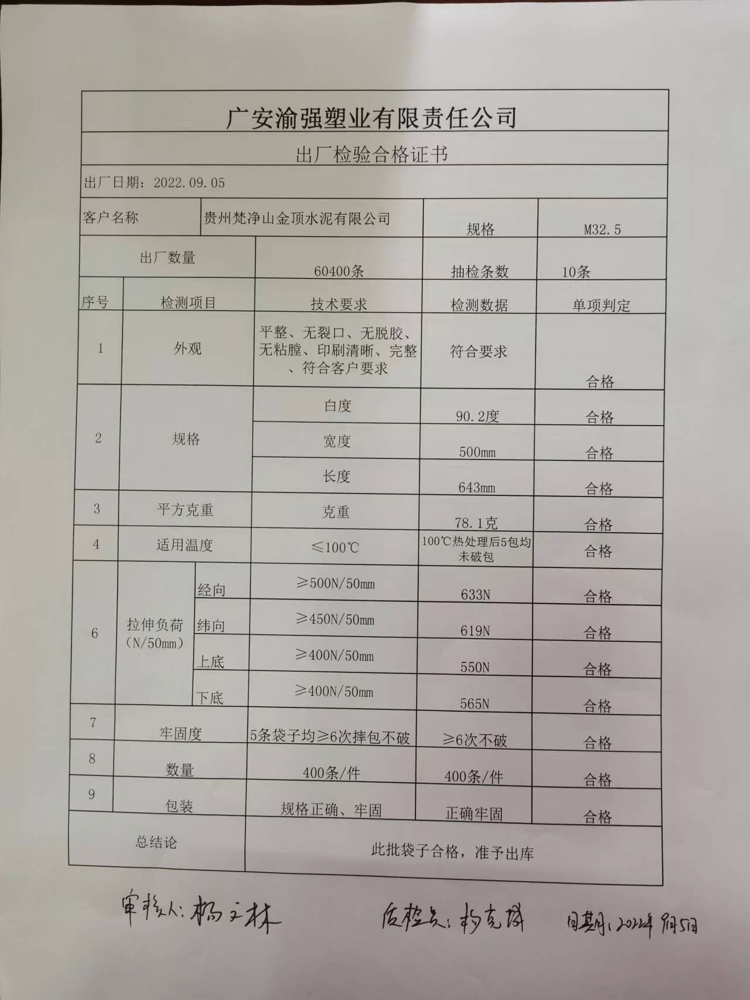 广安渝强塑业有限责任公司
出厂检验合格证书
出厂日期：2022.09.05
客户名称 贵州梵净山金顶水泥有限公司 规格 M32.5
出厂数量 60400条 抽检条数 10条
序号 检测项目 技术要求 检测数据 单项判定
1 外观 平整、无裂口、无脱胶、 符合要求 合格
无粘膛、印刷清晰、完整
、符合客户要求
2 规格 白度 90.2度 合格
宽度 500mm 合格
长度 643mm 合格
3 平方克重 克重 78.1克 合格
4 适用温度 ≤100℃ 100℃热处理后5包均 合格
未破包
6 拉伸负荷 经向 ≥500N/50mm 633N 合格
（N/50mm） 纬向 ≥450N/50mm 619N 合格
上底 ≥400N/50mm 550N 合格
下底 ≥400N/50mm 565N 合格
7 牢固度 5条袋子均≥6次摔包不破 ≥6次不破 合格
8 数量 400条/件 400条/件 合格
9 包装 规格正确、牢固 正确牢固 合格
总结论 此批袋子合格，准予出库
审核人：杨文林 质检员：杨克 日期：2022年9月5日